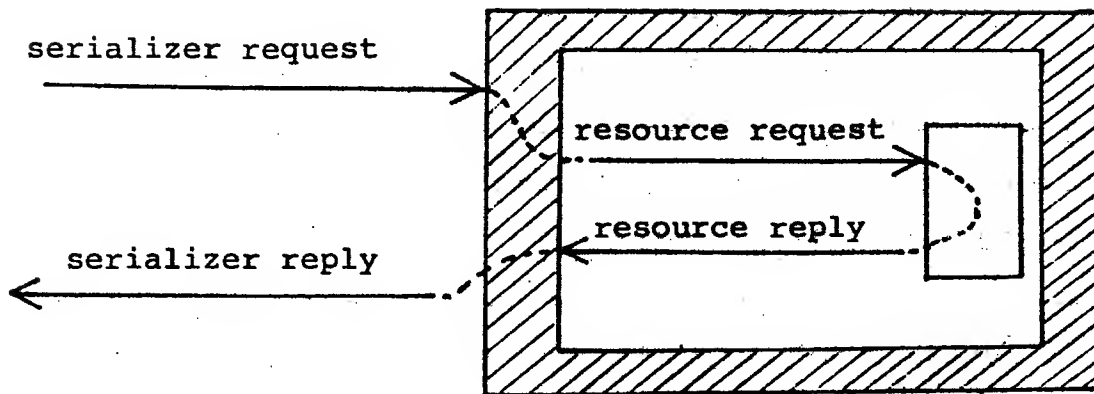 serializer request
resource request
resource reply
serializer reply